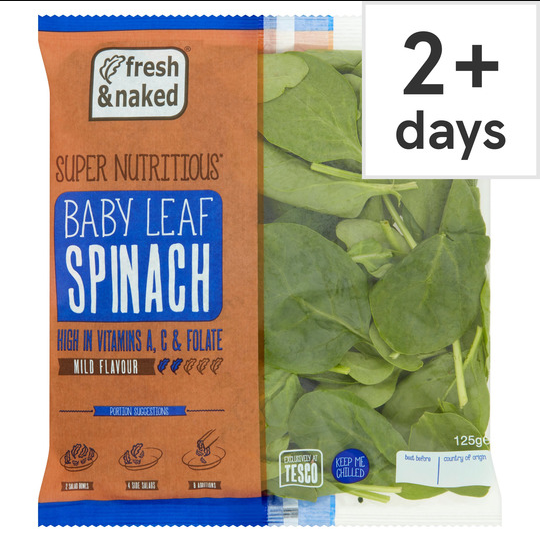 2+
days
fresh
&naked®
SUPER NUTRITIOUS*
BABY LEAF
SPINACH
HIGH IN VITAMINS A, C & FOLATE
MILD FLAVOUR
PORTION SUGGESTIONS
2 SALAD BOWLS
4 SIDE SALADS
8 ADDITIONS
125g℮
EXCLUSIVELY AT
TESCO
KEEP ME
CHILLED
best before
country of origin